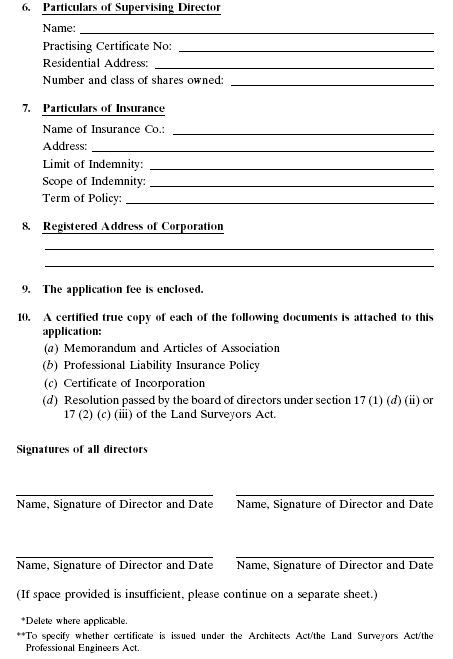 6. Particulars of Supervising Director
Name:
Practising Certificate No:
Residential Address:
Number and class of shares owned:
7. Particulars of Insurance
Name of Insurance Co.:
Address:
Limit of Indemnity:
Scope of Indemnity:
Term of Policy:
8. Registered Address of Corporation
9. The application fee is enclosed.
10. A certified true copy of each of the following documents is attached to this
application:
(a) Memorandum and Articles of Association
(b) Professional Liability Insurance Policy
(c) Certificate of Incorporation
(d) Resolution passed by the board of directors under section 17 (1) (d) (ii) or
17 (2) (c) (iii) of the Land Surveyors Act.
Signatures of all directors
Name, Signature of Director and Date Name, Signature of Director and Date
Name, Signature of Director and Date Name, Signature of Director and Date
(If space provided is insufficient, please continue on a separate sheet.)
*Delete where applicable.
**To specify whether certificate is issued under the Architects Act/the Land Surveyors Act/the
Professional Engineers Act.